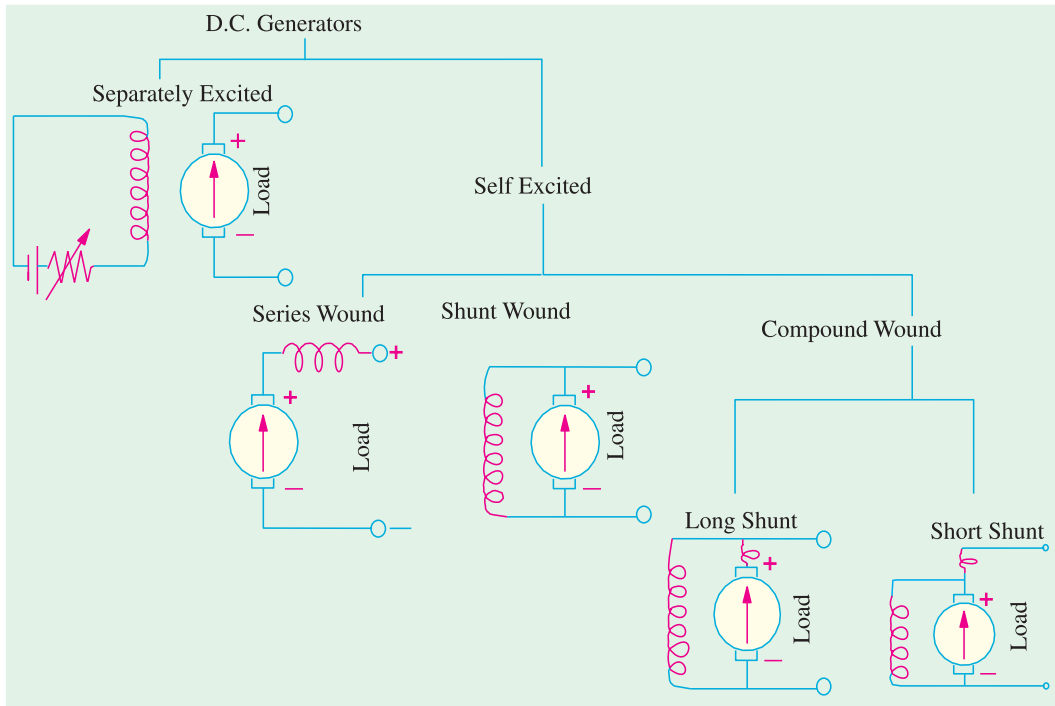 D.C. Generators
Separately Excited
+
Load
−
Self Excited
Series Wound
+
+
Load
−
Shunt Wound
+
Load
−
Compound Wound
Long Shunt
+
Load
−
Short Shunt
+
Load
−